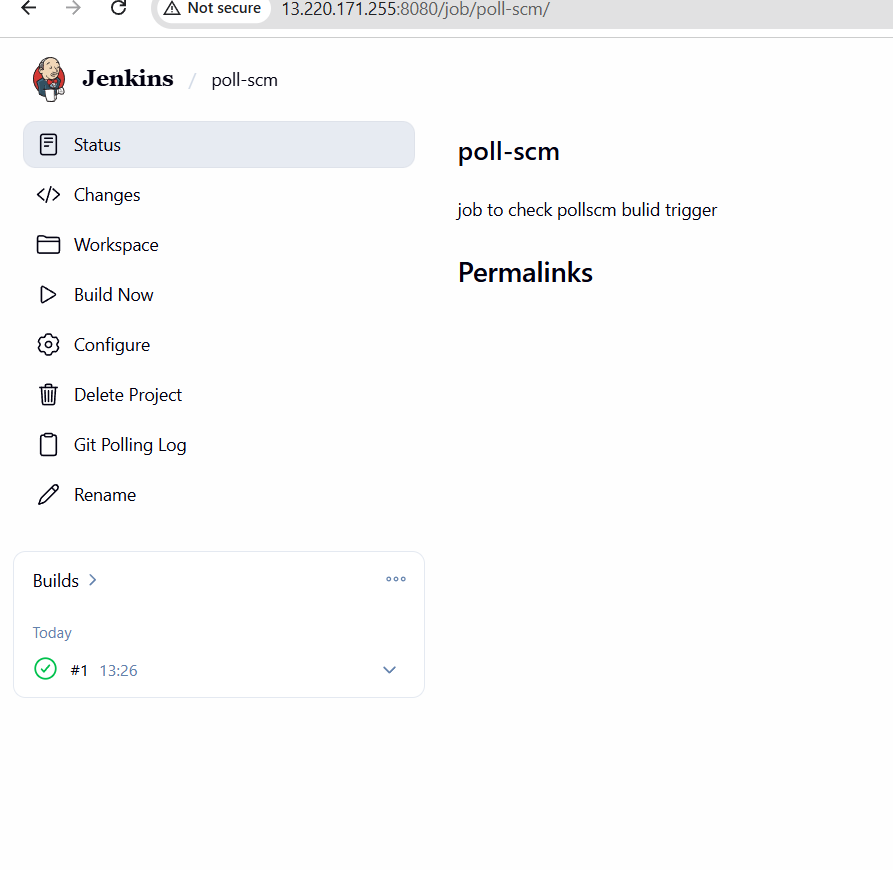 Not secure 13.220.171.255:8080/job/poll-scm/
Jenkins / poll-scm
Status
Changes
Workspace
Build Now
Configure
Delete Project
Git Polling Log
Rename
Builds
Today
#1 13:26
poll-scm
job to check pollscm bulid trigger
Permalinks